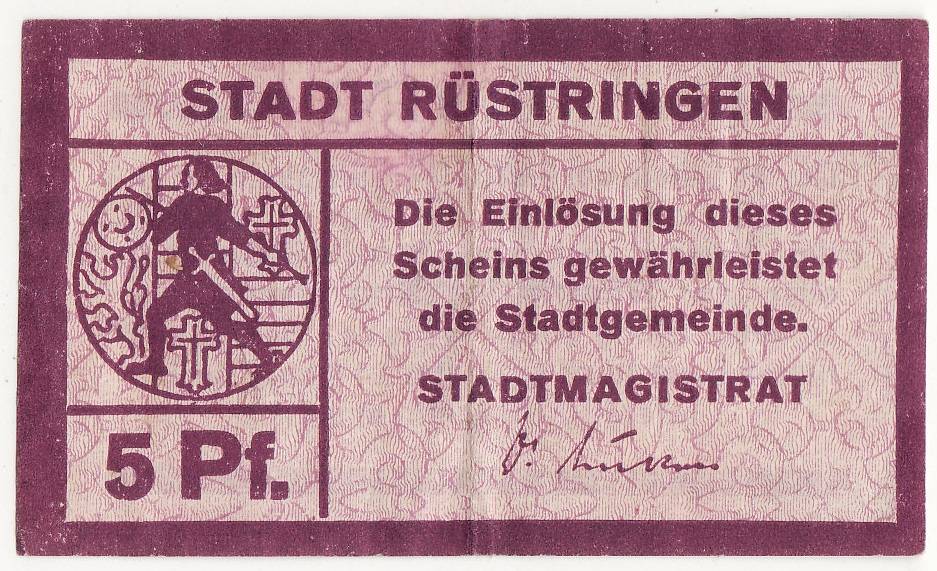 STADT RÜSTRINGEN
Die Einlösung dieses
Scheins gewährleistet
die Stadtgemeinde.
STADTMAGISTRAT
5 Pf.